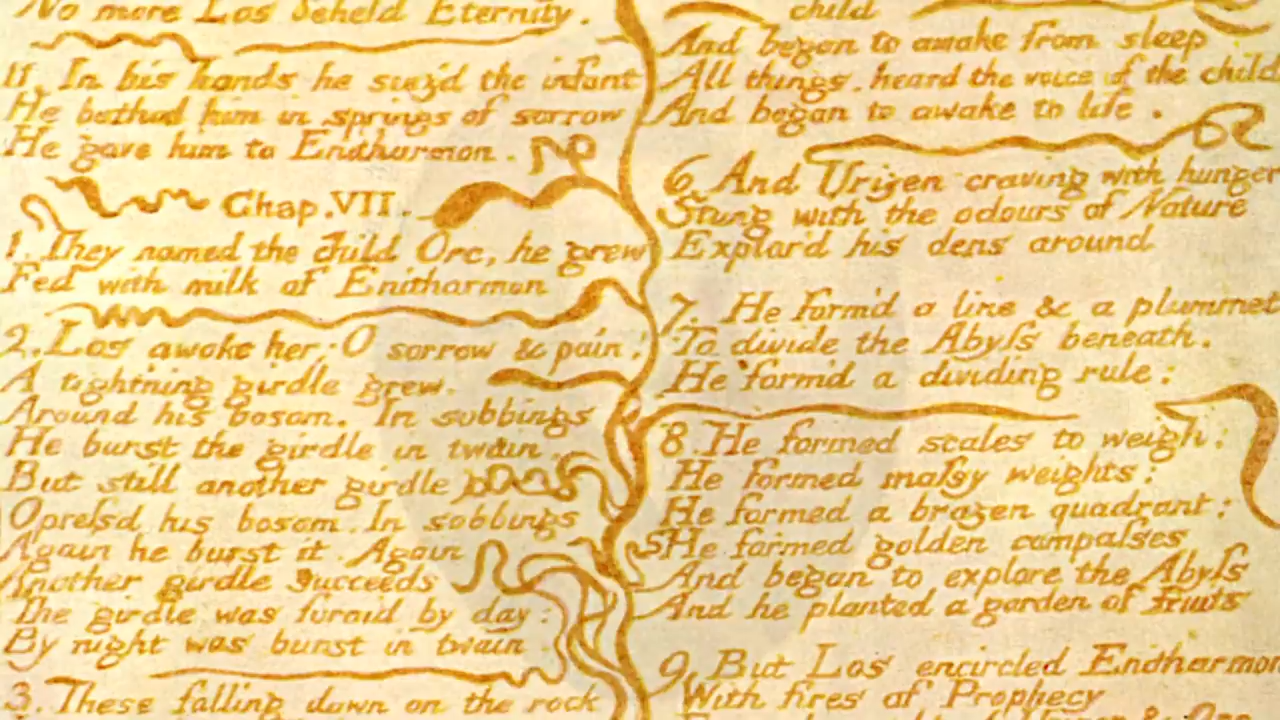 No more Los beheld Eternity.
11. In his hands he siez'd the infant
He bathed him in springs of sorrow
He gave him to Enitharmon.
Chap. VII.
1. They named the child Orc, he grew
Fed with milk of Enitharmon
2. Los awoke her; O sorrow & pain!
A tightning girdle grew.
Around his bosom. In sobbings
He burst the girdle in twain.
But still another girdle
Opressd his bosom. In sobbings
Again he burst it. Again
Another girdle succeeds
The girdle was form'd by day:
By night was burst in twain
3. These falling down on the rock
child
And began to awake from sleep
All things. heard the voice of the child
And began to awake to life.
6. And Urizen craving with hunger
Stung with the odours of Nature
Explor'd his dens around
7. He form'd a line & a plummet
To divide the Abyss beneath.
He form'd a dividing rule:
8. He formed scales to weigh:
He formed massy weights;
He formed a brazen quadrant:
He formed golden compasses
And began to explore the Abyss
And he planted a garden of fruits
9. But Los encircled Enitharmon
With fires of Prophecy